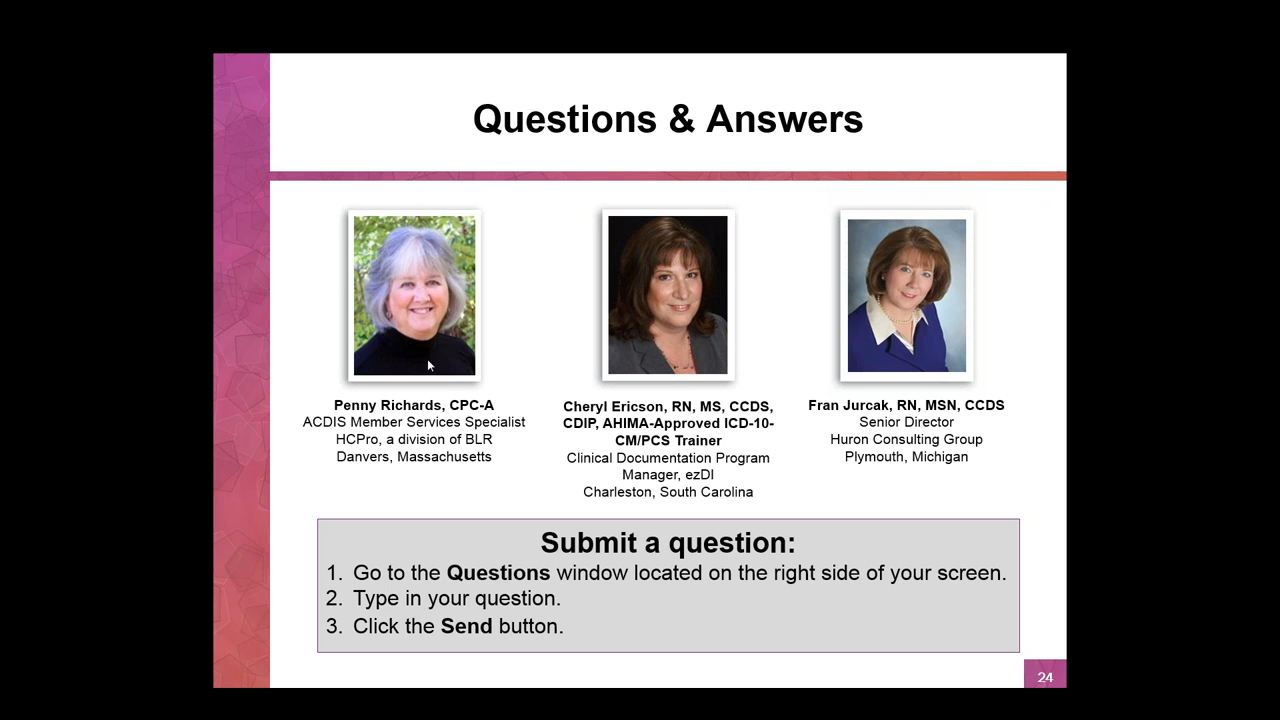 Questions & Answers
Penny Richards, CPC-A
ACDIS Member Services Specialist
HCPro, a division of BLR
Danvers, Massachusetts
Cheryl Ericson, RN, MS, CCDS,
CDIP, AHIMA-Approved ICD-10-
CM/PCS Trainer
Clinical Documentation Program
Manager, ezDI
Charleston, South Carolina
Fran Jurcak, RN, MSN, CCDS
Senior Director
Huron Consulting Group
Plymouth, Michigan
Submit a question:
1. Go to the Questions window located on the right side of your screen.
2. Type in your question.
3. Click the Send button.
24